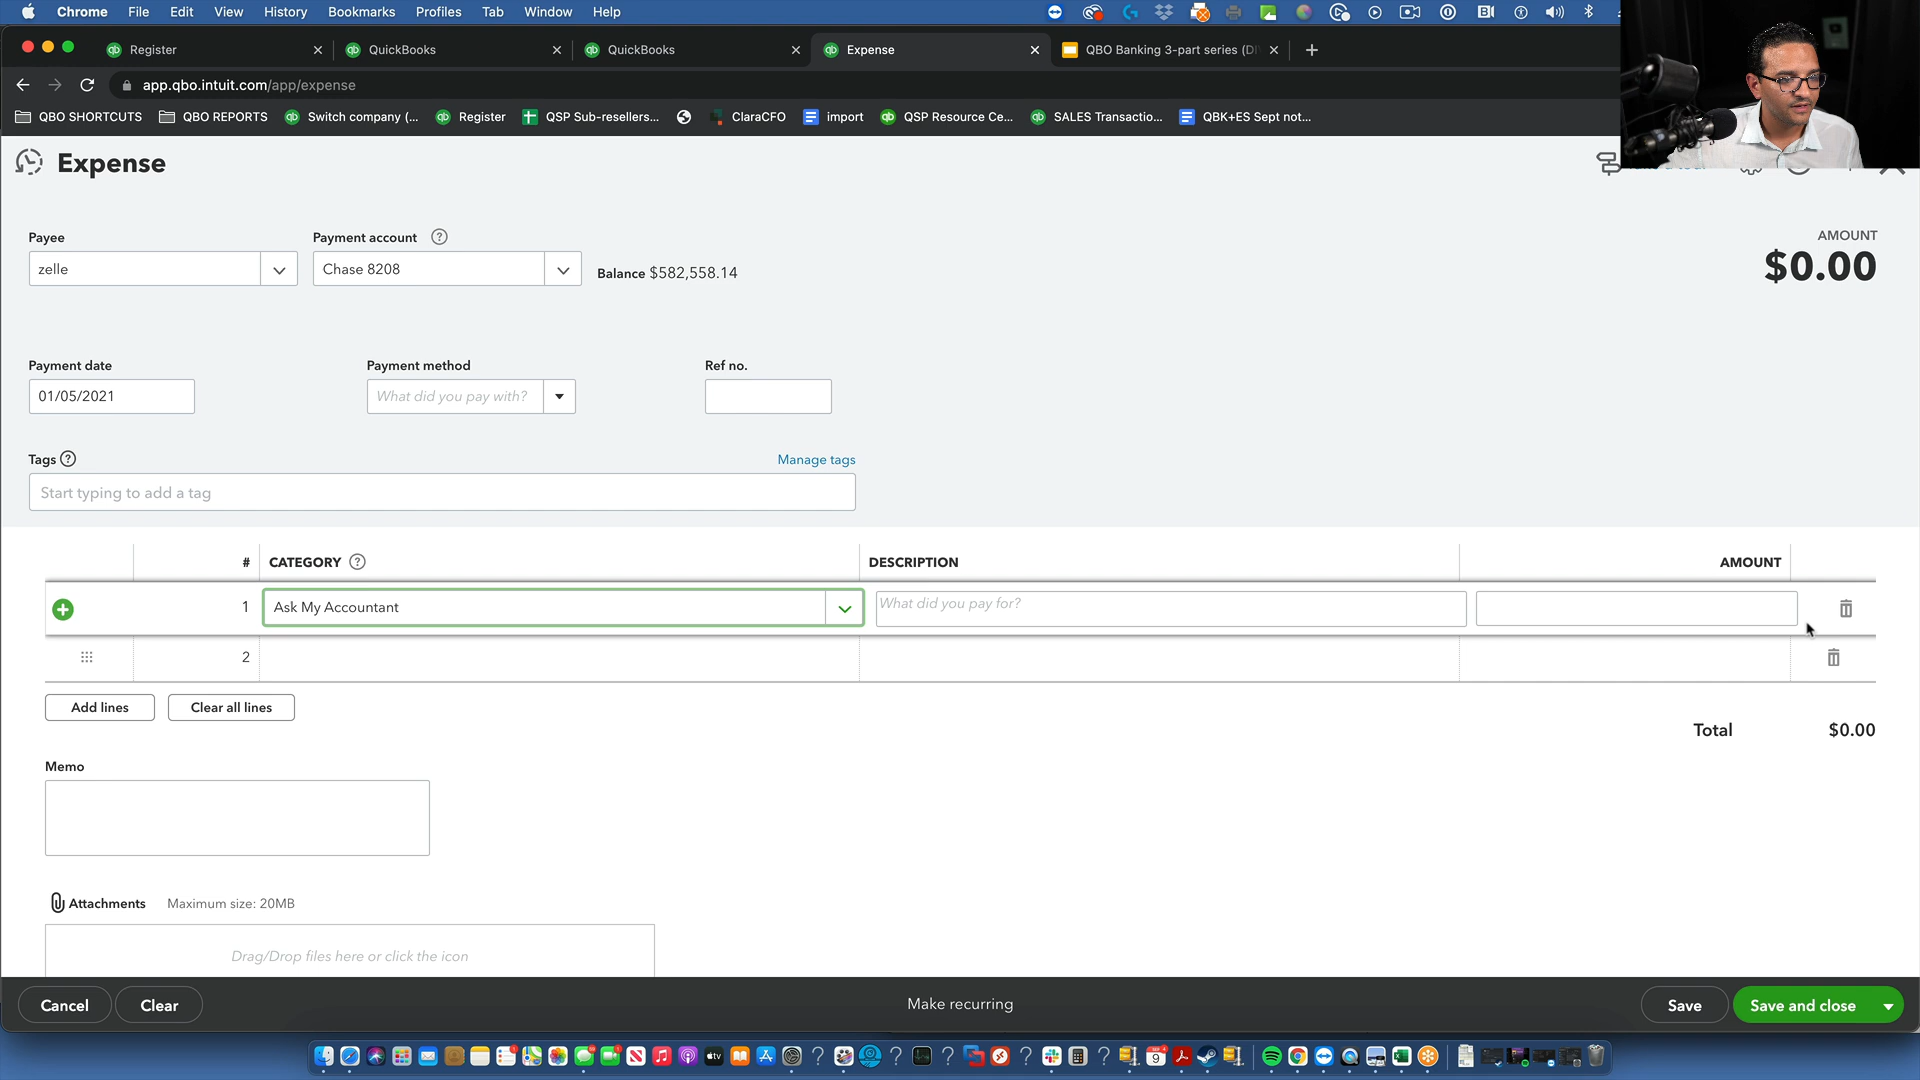 Chrome File Edit View History Bookmarks Profiles Tab Window Help
Register QuickBooks QuickBooks Expense QBO Banking 3-part series (DI
app.qbo.intuit.com/app/expense
QBO SHORTCUTS QBO REPORTS Switch company (... Register QSP Sub-resellers... ClaraCFO import QSP Resource Ce... SALES Transactio... QBK+ES Sept not...
Expense
Payee Payment account AMOUNT
zelle Chase 8208 Balance $582,558.14 $0.00
Payment date Payment method Ref no.
01/05/2021 What did you pay with?
Tags Manage tags
Start typing to add a tag
# CATEGORY DESCRIPTION AMOUNT
1 Ask My Accountant What did you pay for?
2
Add lines Clear all lines
Total $0.00
Memo
Attachments Maximum size: 20MB
Drag/Drop files here or click the icon
Cancel Clear Make recurring Save Save and close